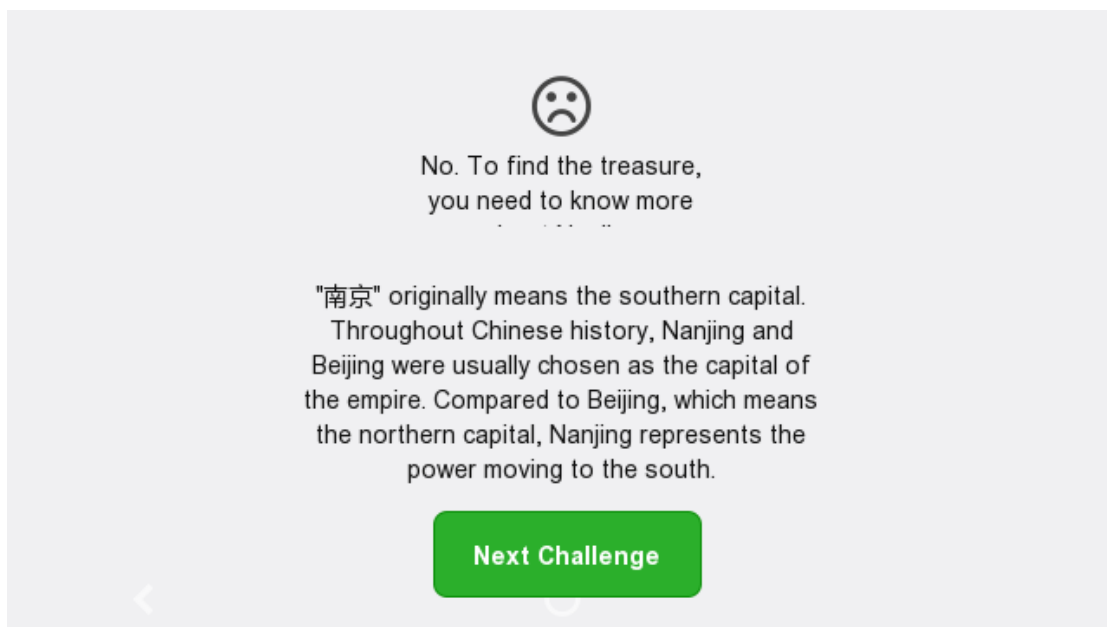 No. To find the treasure,
you need to know more
"南京" originally means the southern capital.
Throughout Chinese history, Nanjing and
Beijing were usually chosen as the capital of
the empire. Compared to Beijing, which means
the northern capital, Nanjing represents the
power moving to the south.
Next Challenge